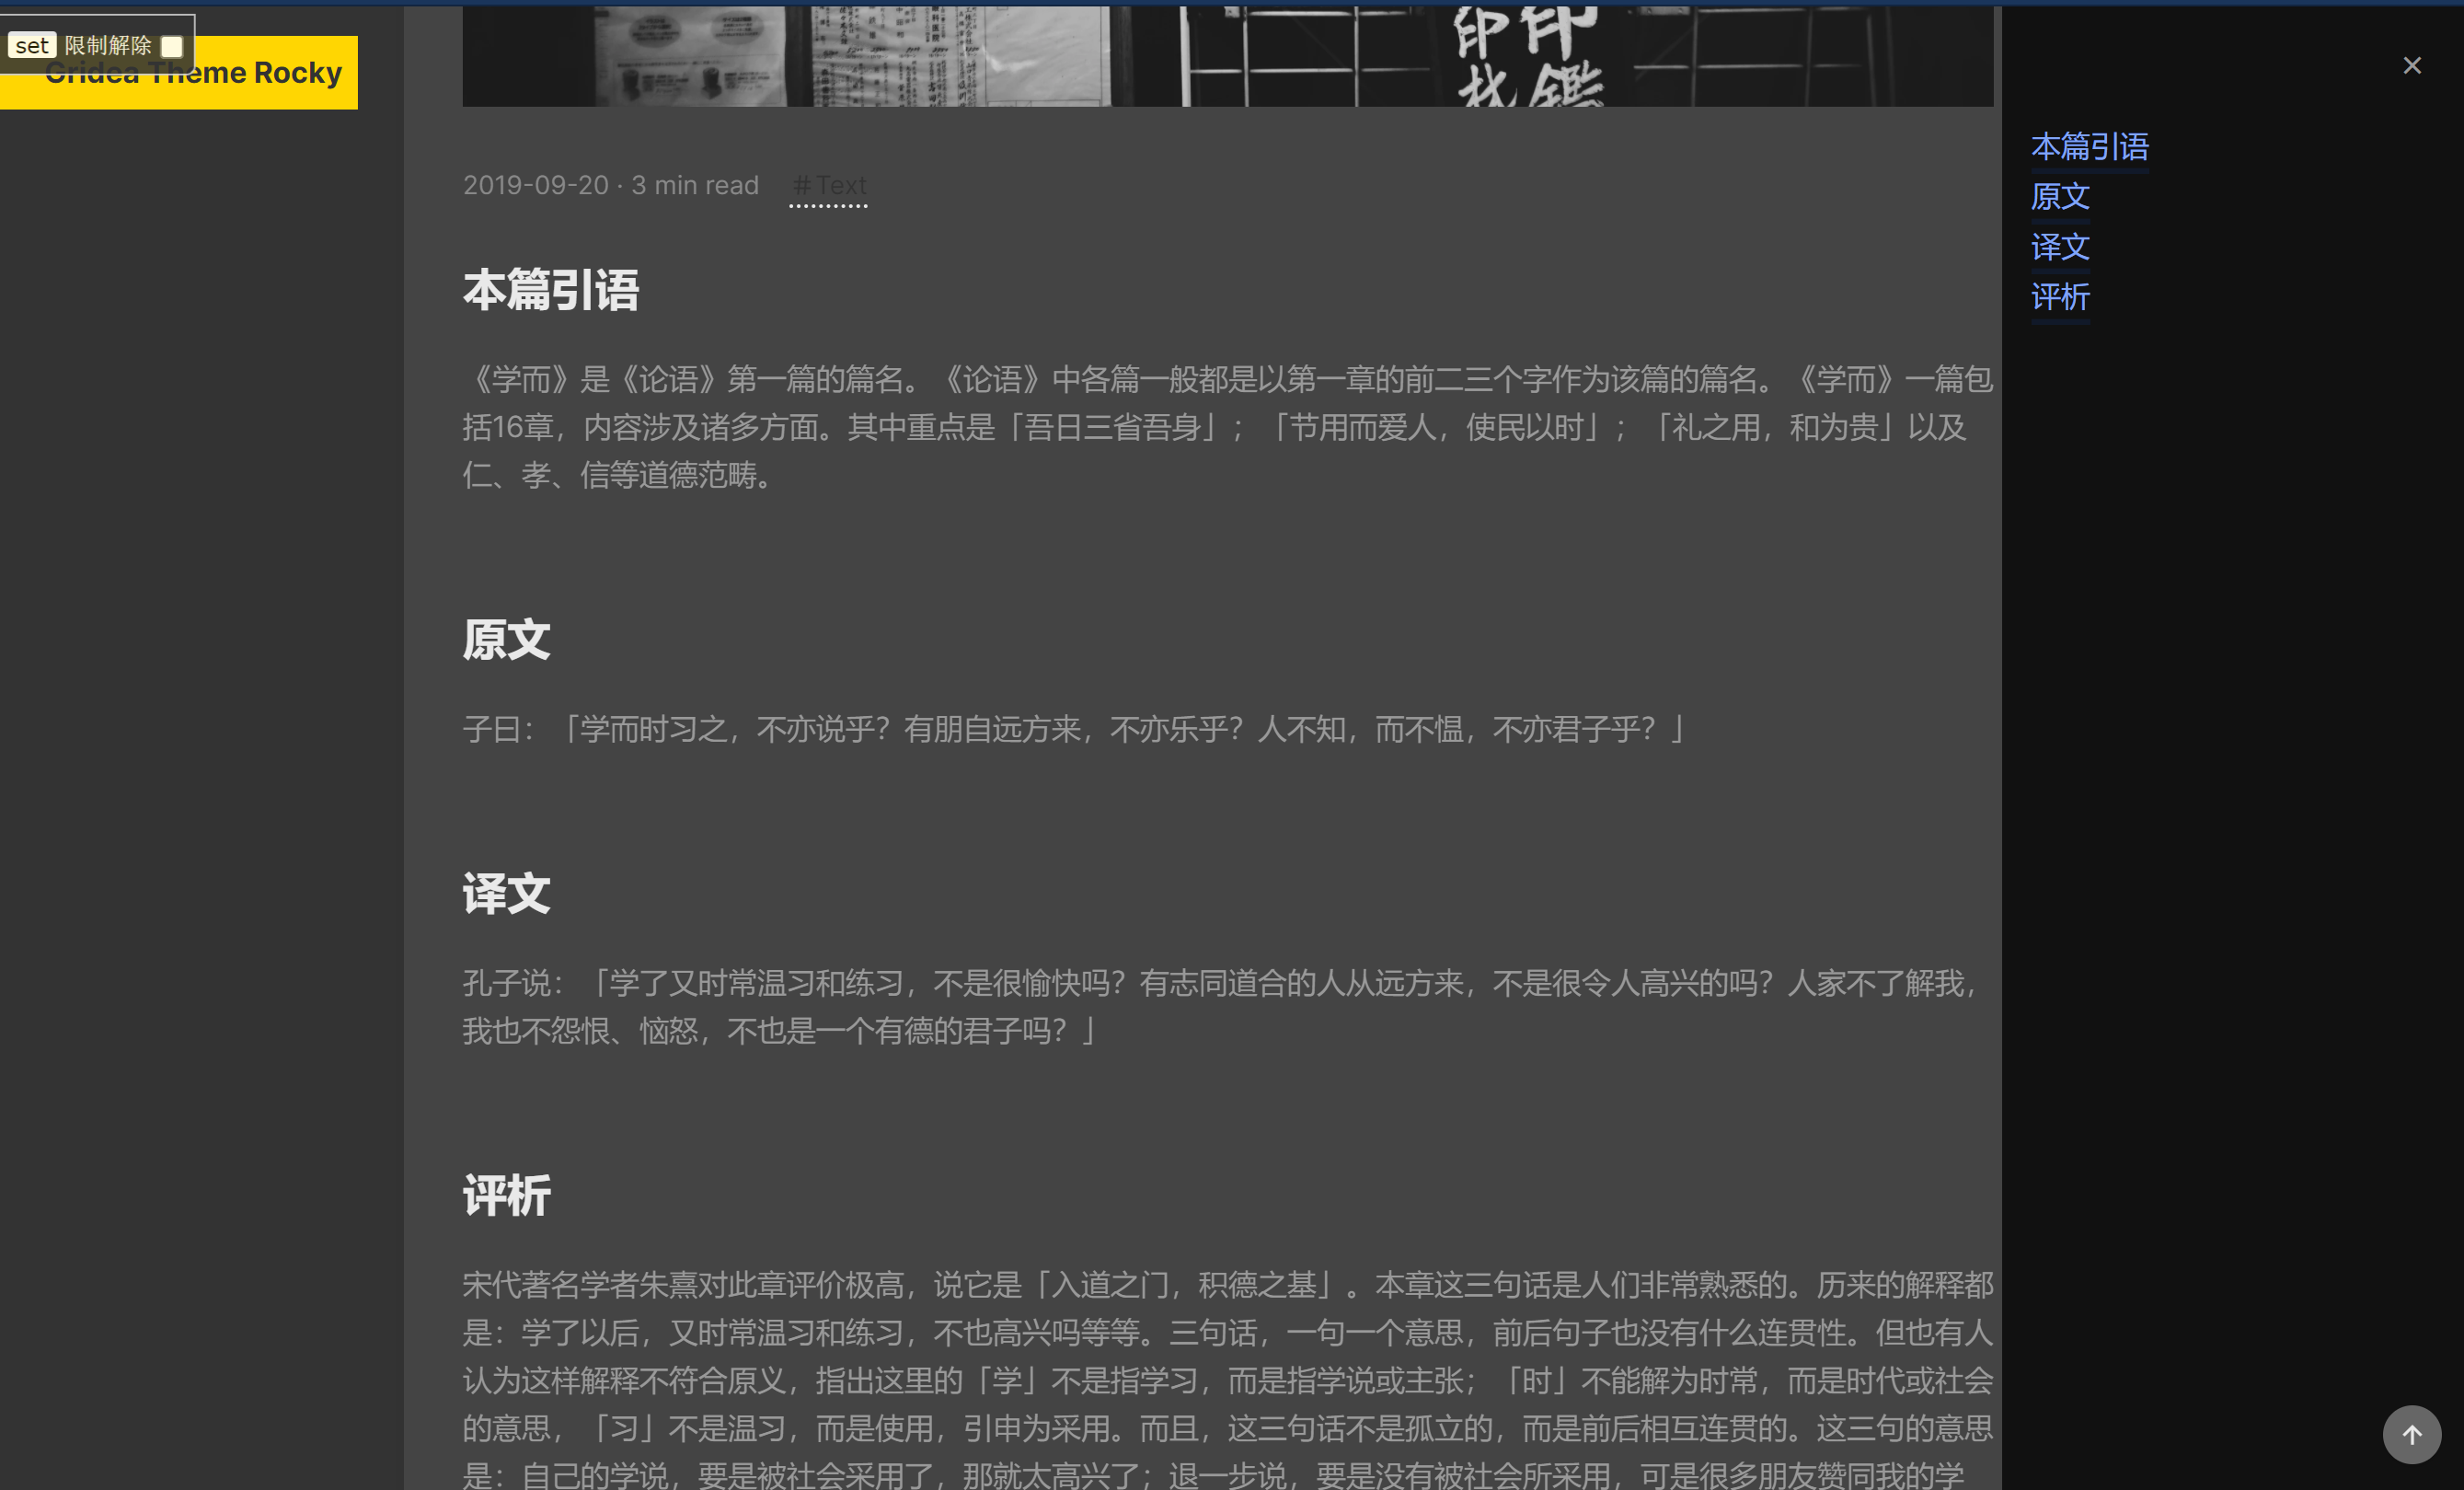 set 限制解除
Gridea Theme Rocky
印 印
鑑
2019-09-20 · 3 min read #Text
本篇引语
《学而》是《论语》第一篇的篇名。《论语》中各篇一般都是以第一章的前二三个字作为该篇的篇名。《学而》一篇包
括16章，内容涉及诸多方面。其中重点是「吾日三省吾身」；「节用而爱人，使民以时」；「礼之用，和为贵」以及
仁、孝、信等道德范畴。
原文
子曰：「学而时习之，不亦说乎？有朋自远方来，不亦乐乎？人不知，而不愠，不亦君子乎？」
译文
孔子说：「学了又时常温习和练习，不是很愉快吗？有志同道合的人从远方来，不是很令人高兴的吗？人家不了解我，
我也不怨恨、恼怒，不也是一个有德的君子吗？」
评析
宋代著名学者朱熹对此章评价极高，说它是「入道之门，积德之基」。本章这三句话是人们非常熟悉的。历来的解释都
是：学了以后，又时常温习和练习，不也高兴吗等等。三句话，一句一个意思，前后句子也没有什么连贯性。但也有人
认为这样解释不符合原义，指出这里的「学」不是指学习，而是指学说或主张；「时」不能解为时常，而是时代或社会
的意思，「习」不是温习，而是使用，引申为采用。而且，这三句话不是孤立的，而是前后相互连贯的。这三句的意思
是：自己的学说，要是被社会采用了，那就太高兴了；退一步说，要是没有被社会所采用，可是很多朋友赞同我的学
本篇引语
原文
译文
评析